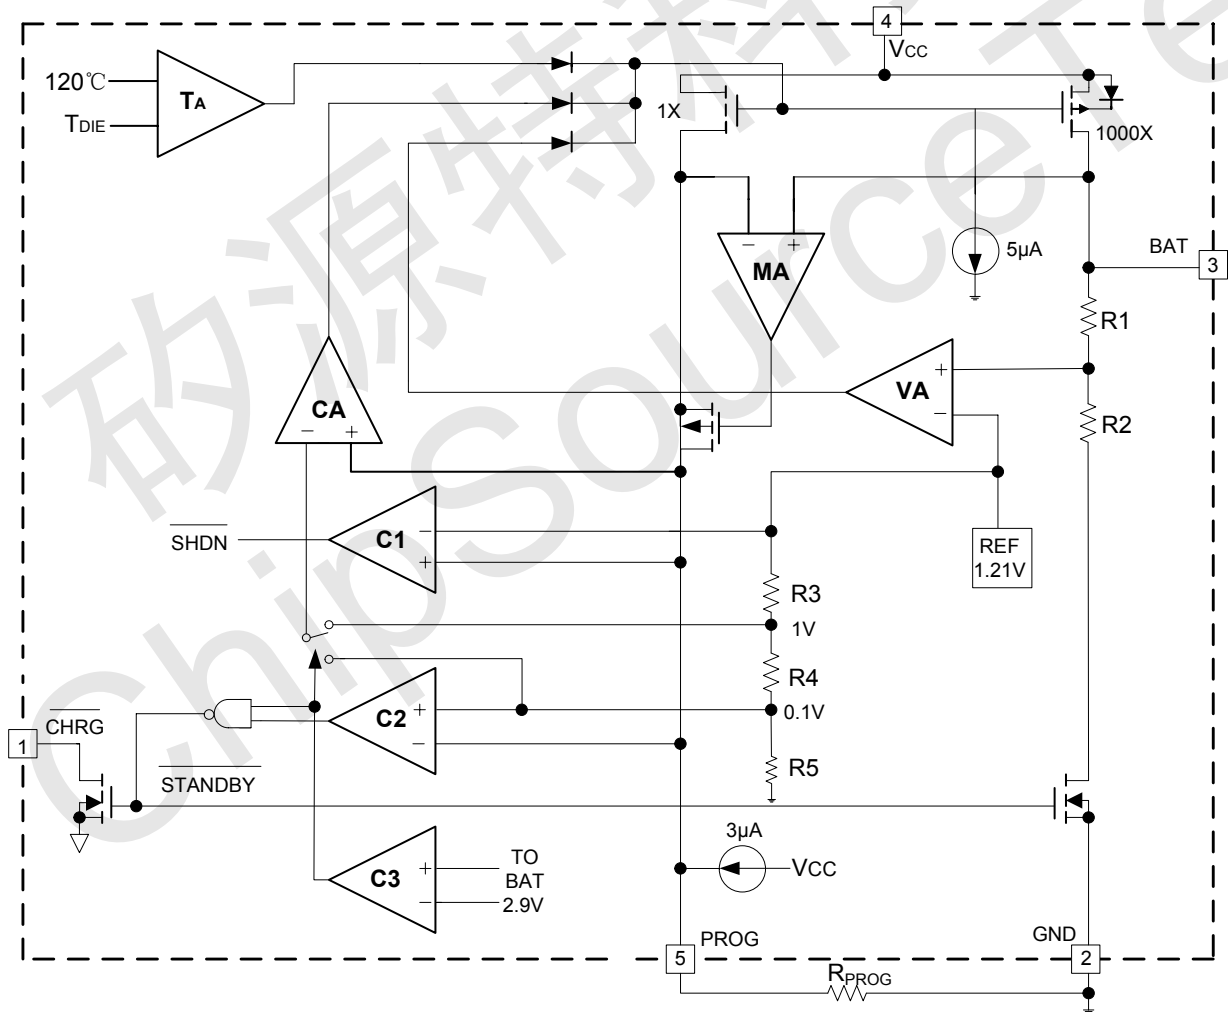 4
VCC
120℃
TA
TDIE
1X
1000X
5μA
BAT
3
− +
MA
R1
VA
+
−
R2
CA
− +
SHDN
C1
−
+
REF
1.21V
R3
1V
R4
0.1V
C2
+
−
CHRG
1
STANDBY
R5
3μA
VCC
C3
+
−
TO
BAT
2.9V
PROG
5
GND
2
RPROG
矽源特科
ChipSource Te